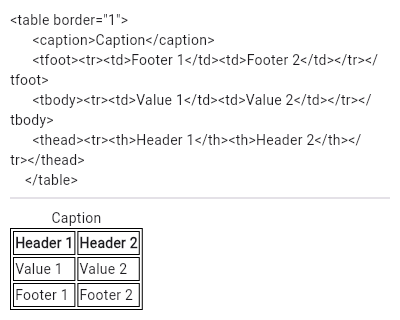 <table border="1">
<caption>Caption</caption>
<tfoot><tr><td>Footer 1</td><td>Footer 2</td></tr></
tfoot>
<tbody><tr><td>Value 1</td><td>Value 2</td></tr></
tbody>
<thead><tr><th>Header 1</th><th>Header 2</th></
tr></thead>
</table>
Caption
Header 1 Header 2
Value 1 Value 2
Footer 1 Footer 2